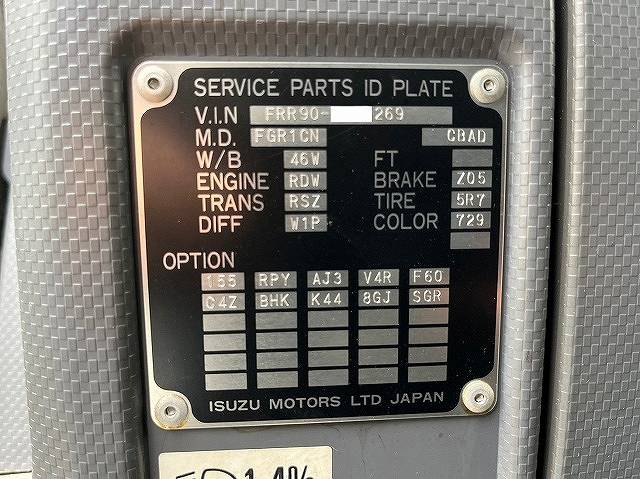 SERVICE PARTS ID PLATE
V.I.N FRR90- 269
M.D. FGR1CN CBAD
W/B 46W FT
ENGINE RDW BRAKE Z05
TRANS RSZ TIRE 5R7
DIFF W1P COLOR 729
OPTION
155 RPY AJ3 V4R F60
C4Z BHK K44 8GJ SGR
ISUZU MOTORS LTD JAPAN